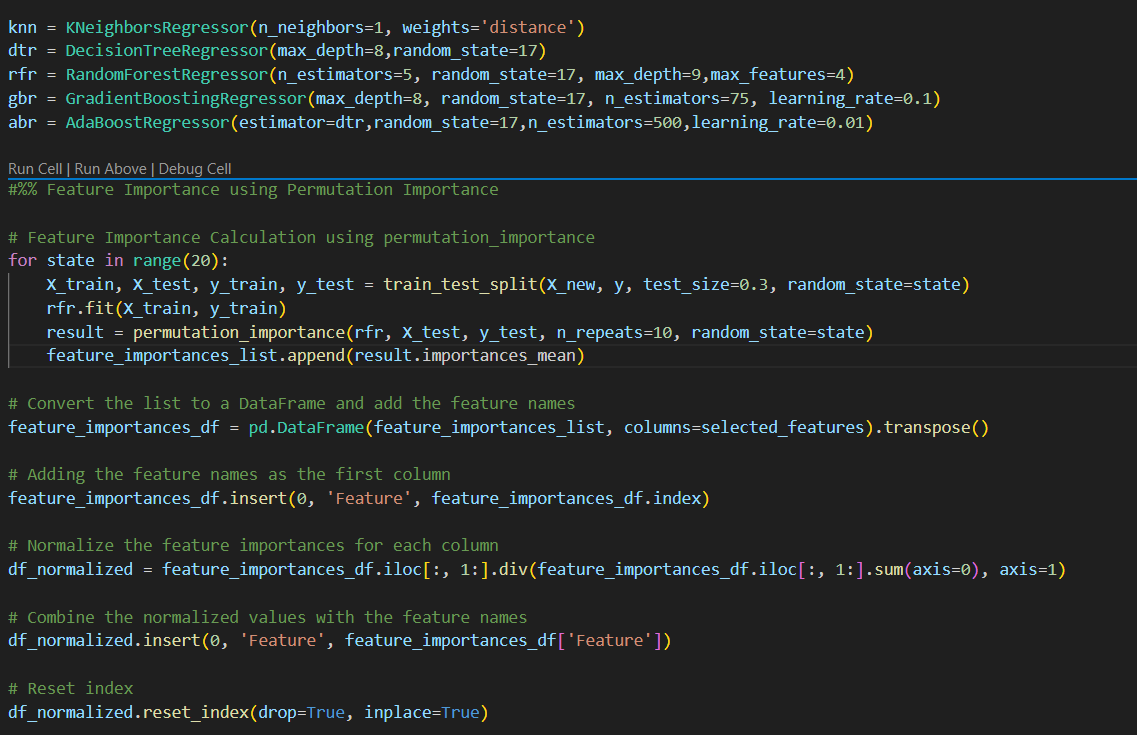 knn = KNeighborsRegressor(n_neighbors=1, weights='distance')
dtr = DecisionTreeRegressor(max_depth=8,random_state=17)
rfr = RandomForestRegressor(n_estimators=5, random_state=17, max_depth=9,max_features=4)
gbr = GradientBoostingRegressor(max_depth=8, random_state=17, n_estimators=75, learning_rate=0.1)
abr = AdaBoostRegressor(estimator=dtr,random_state=17,n_estimators=500,learning_rate=0.01)
Run Cell | Run Above | Debug Cell
#%% Feature Importance using Permutation Importance
# Feature Importance Calculation using permutation_importance
for state in range(20):
    X_train, X_test, y_train, y_test = train_test_split(X_new, y, test_size=0.3, random_state=state)
    rfr.fit(X_train, y_train)
    result = permutation_importance(rfr, X_test, y_test, n_repeats=10, random_state=state)
    feature_importances_list.append(result.importances_mean)
# Convert the list to a DataFrame and add the feature names
feature_importances_df = pd.DataFrame(feature_importances_list, columns=selected_features).transpose()
# Adding the feature names as the first column
feature_importances_df.insert(0, 'Feature', feature_importances_df.index)
# Normalize the feature importances for each column
df_normalized = feature_importances_df.iloc[:, 1:].div(feature_importances_df.iloc[:, 1:].sum(axis=0), axis=1)
# Combine the normalized values with the feature names
df_normalized.insert(0, 'Feature', feature_importances_df['Feature'])
# Reset index
df_normalized.reset_index(drop=True, inplace=True)